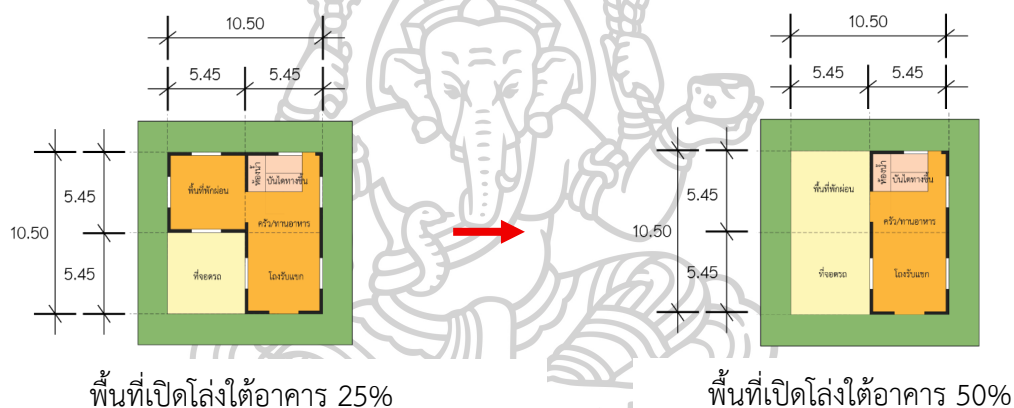 10.50
5.45 5.45
5.45
10.50
5.45
ห้องน้ำ
บันไดทางขึ้น
พื้นที่พักผ่อน
ครัว/ทานอาหาร
ที่จอดรถ
โถงรับแขก
พื้นที่เปิดโล่งใต้อาคาร 25%
10.50
5.45 5.45
5.45
10.50
5.45
ห้องน้ำ
บันไดทางขึ้น
พื้นที่พักผ่อน
ครัว/ทานอาหาร
ที่จอดรถ
โถงรับแขก
พื้นที่เปิดโล่งใต้อาคาร 50%